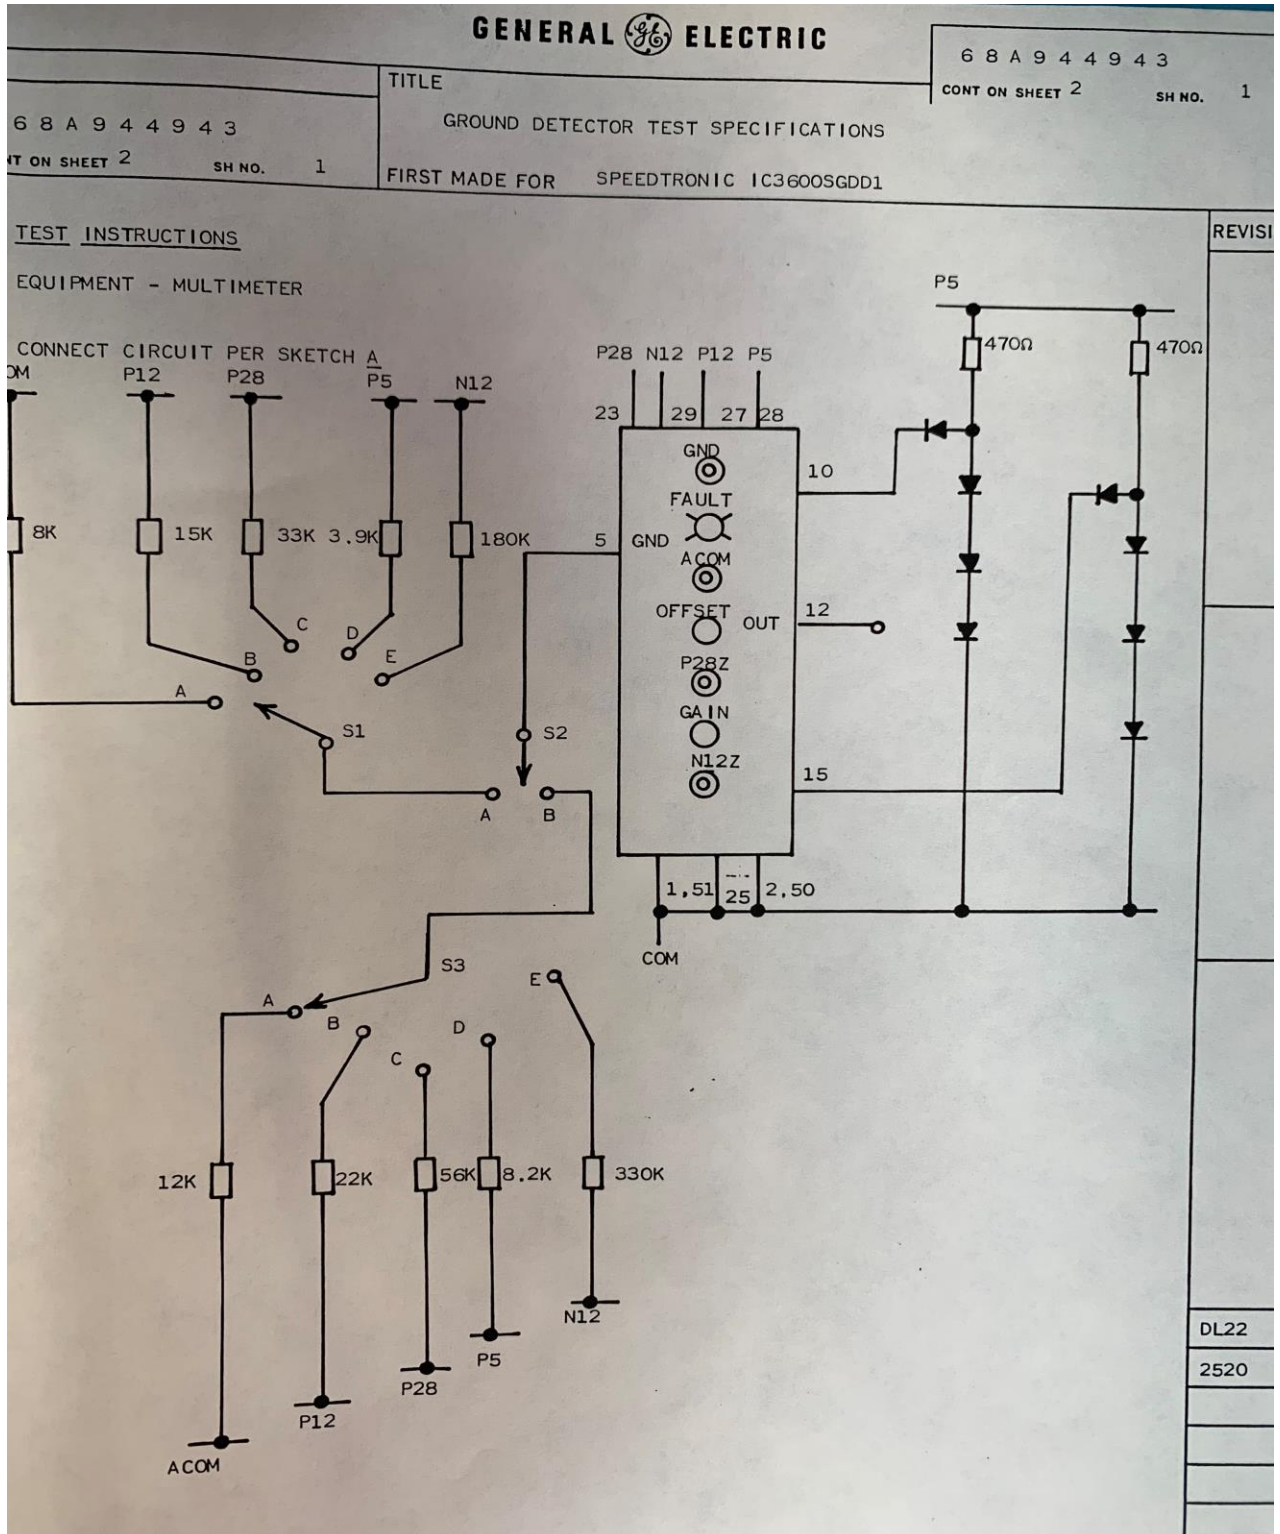 GENERAL GE ELECTRIC
68A944943
CONT ON SHEET 2 SH NO. 1
TITLE
GROUND DETECTOR TEST SPECIFICATIONS
FIRST MADE FOR SPEEDTRONIC IC3600SGDD1
68A944943
NT ON SHEET 2 SH NO. 1
REVISI
TEST INSTRUCTIONS
EQUIPMENT - MULTIMETER
CONNECT CIRCUIT PER SKETCH A
OM P12 P28 P5 N12
8K 15K 33K 3.9K 180K
A B C D E
S1
S2
A B
P28 N12 P12 P5
23 29 27 28
GND
FAULT
5 GND
ACOM
OFFSET
OUT
P28Z
GAIN
N12Z
10
12
15
1,51 25 2,50
COM
P5
470Ω 470Ω
S3
A B C D E
12K 22K 56K 8.2K 330K
N12
P5
P28
P12
ACOM
DL22
2520